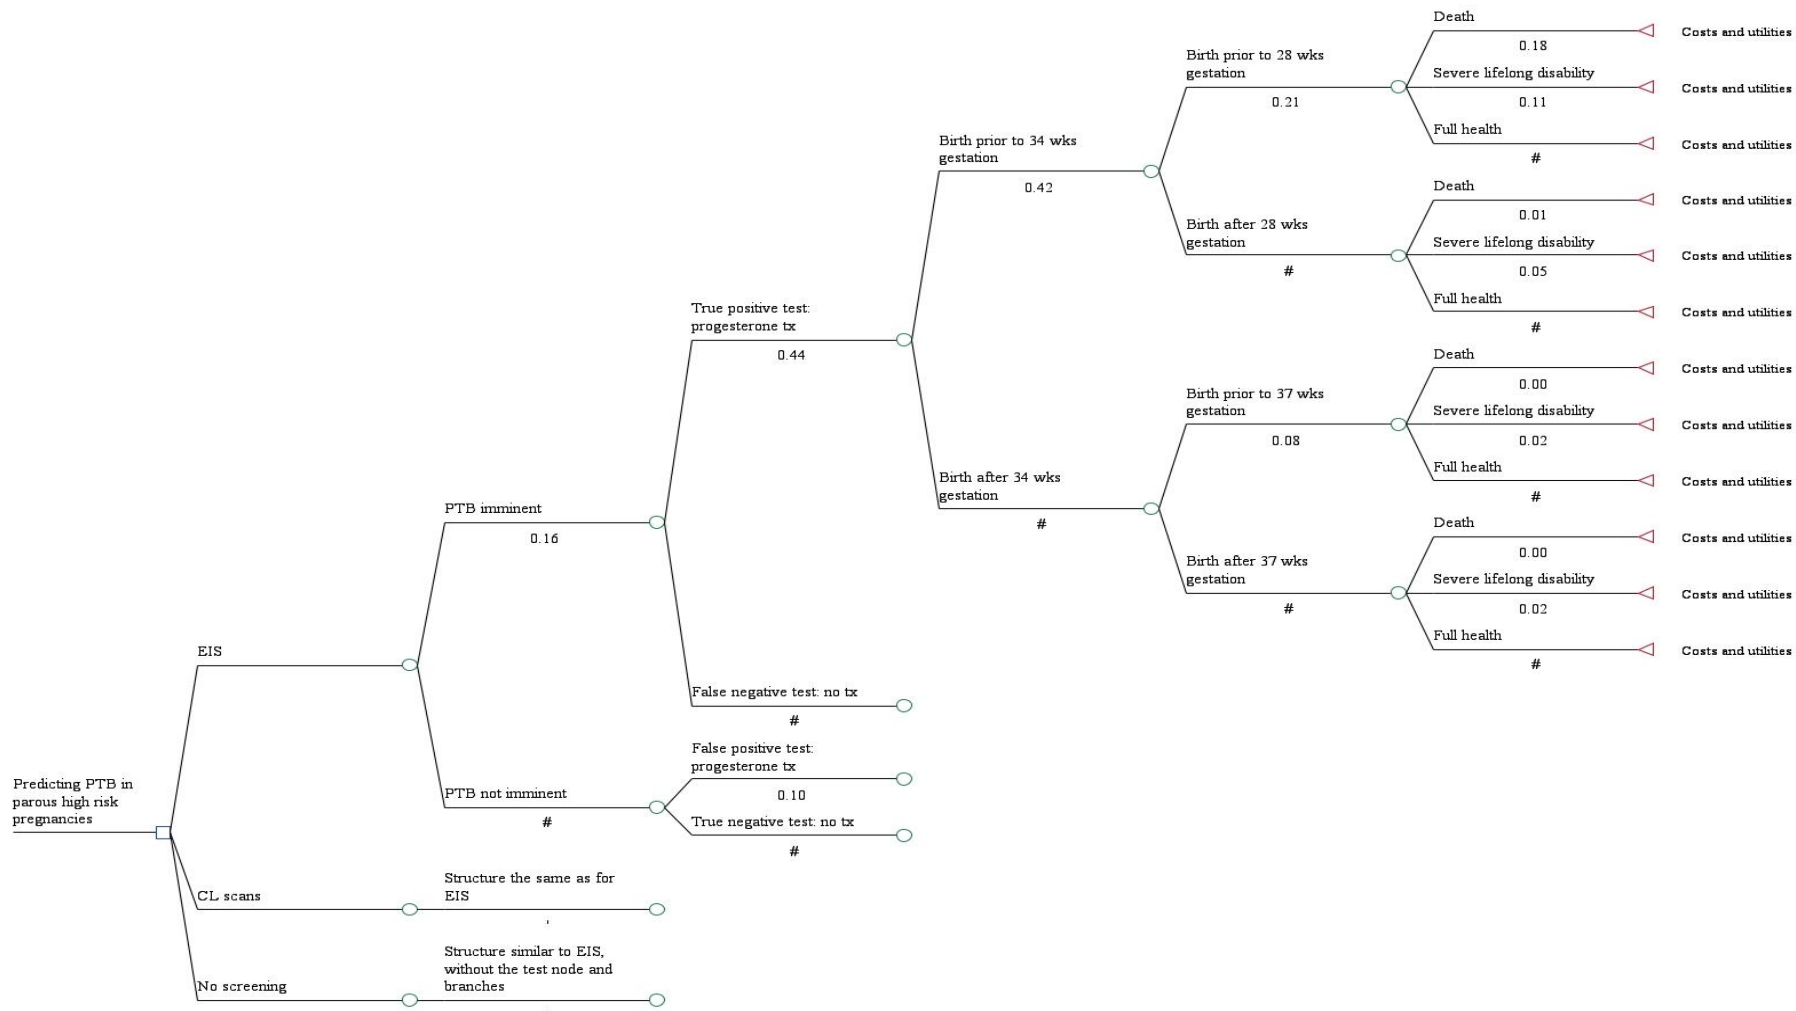 Death
0.18
Costs and utilities
Birth prior to 28 wks
gestation
0.21
Severe lifelong disability
0.11
Costs and utilities
Full health
#
Costs and utilities
Birth prior to 34 wks
gestation
0.42
Death
0.01
Costs and utilities
Birth after 28 wks
gestation
#
Severe lifelong disability
0.05
Costs and utilities
Full health
#
Costs and utilities
True positive test:
progesterone tx
0.44
Death
0.00
Costs and utilities
Birth prior to 37 wks
gestation
0.08
Severe lifelong disability
0.02
Costs and utilities
Full health
#
Costs and utilities
Birth after 34 wks
gestation
#
Death
0.00
Costs and utilities
Birth after 37 wks
gestation
#
Severe lifelong disability
0.02
Costs and utilities
Full health
#
Costs and utilities
PTB imminent
0.16
EIS
False negative test: no tx
#
False positive test:
progesterone tx
0.10
PTB not imminent
#
True negative test: no tx
#
Predicting PTB in
parous high risk
pregnancies
CL scans
Structure the same as for
EIS
No screening
Structure similar to EIS,
without the test node and
branches